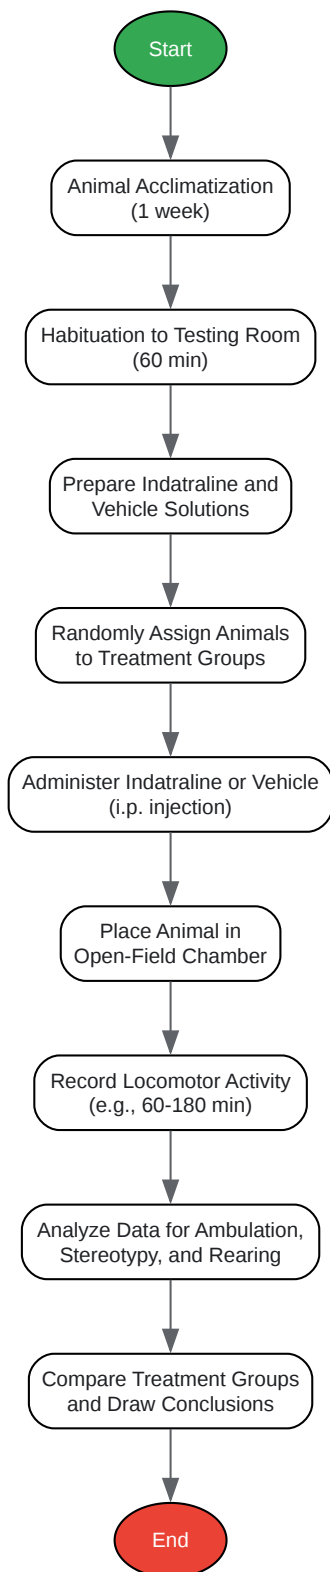 Start
Animal Acclimatization
(1 week)
Habituation to Testing Room
(60 min)
Prepare Indatraline and
Vehicle Solutions
Randomly Assign Animals
to Treatment Groups
Administer Indatraline or Vehicle
(i.p. injection)
Place Animal in
Open-Field Chamber
Record Locomotor Activity
(e.g., 60-180 min)
Analyze Data for Ambulation,
Stereotypy, and Rearing
Compare Treatment Groups
and Draw Conclusions
End